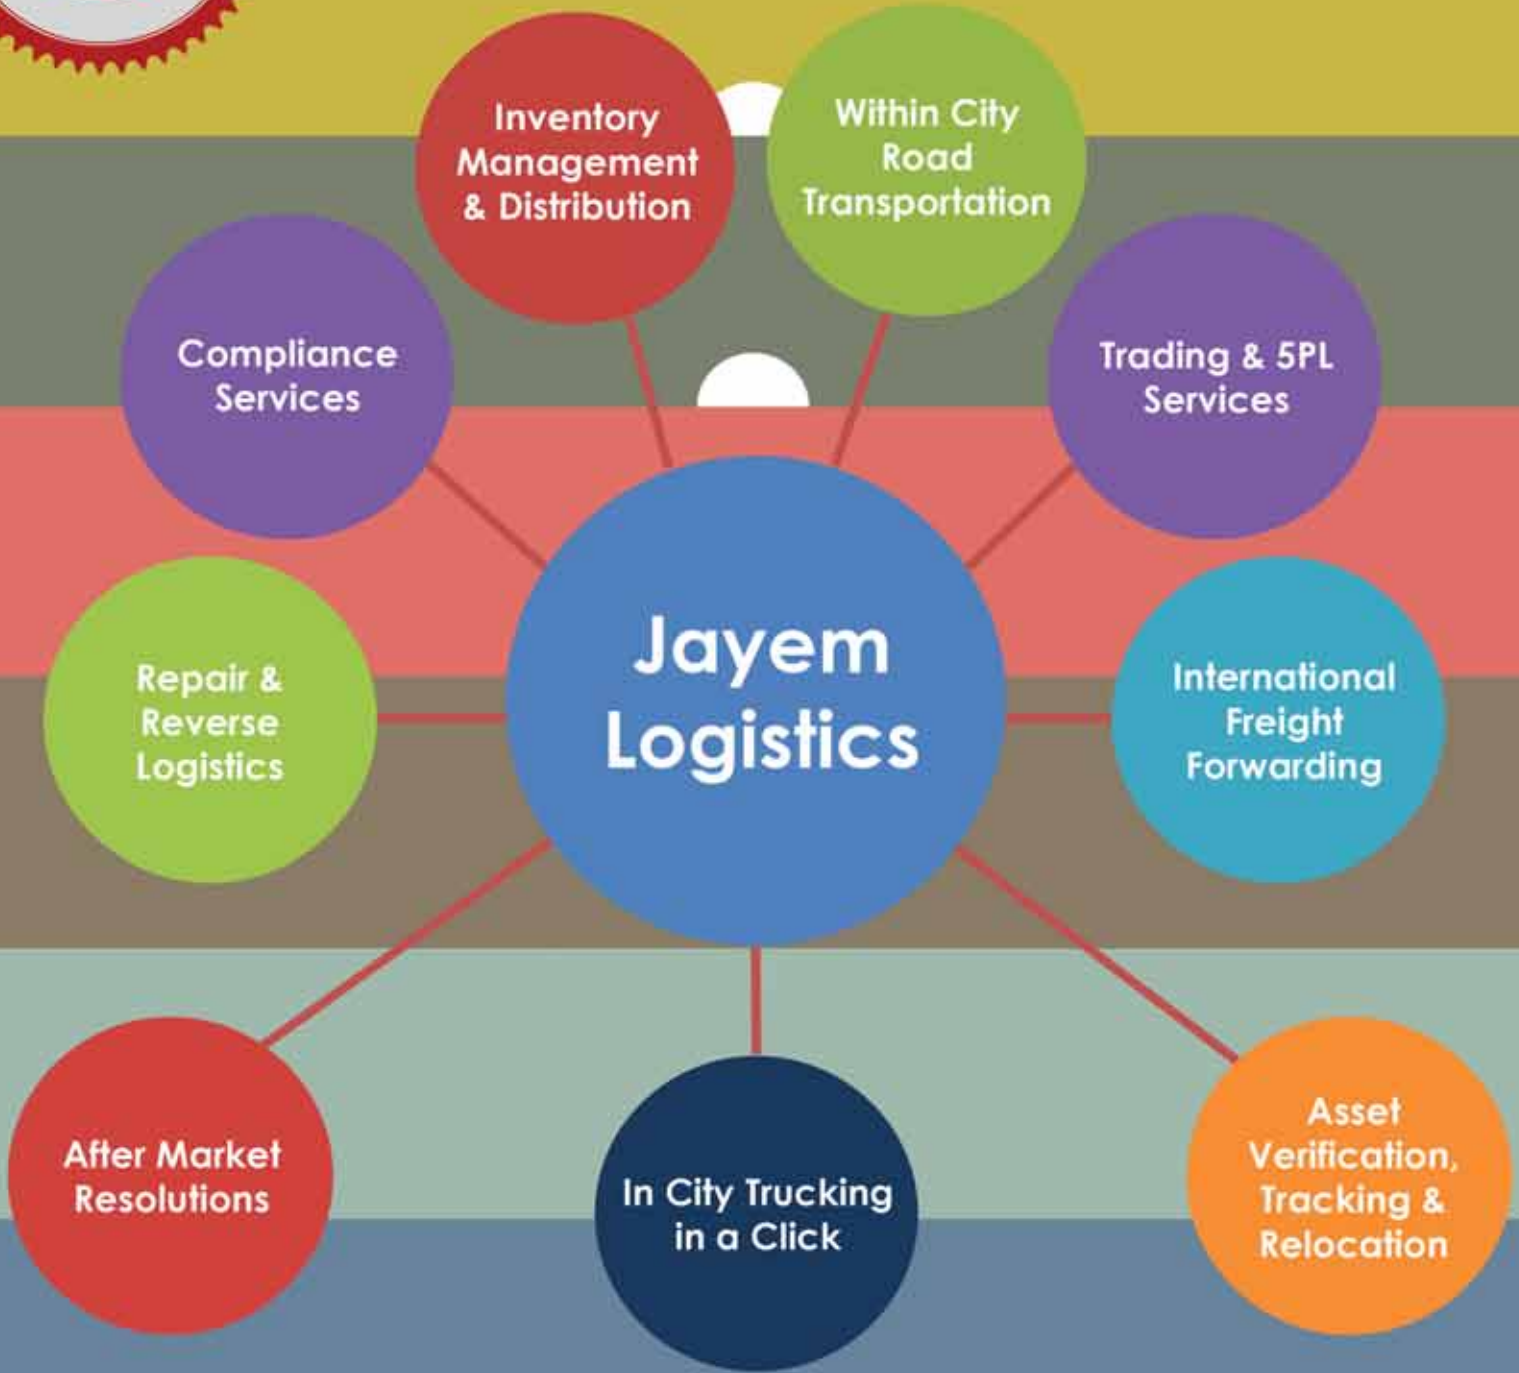 Inventory
Management
& Distribution
Within City
Road
Transportation
Compliance
Services
Trading & 5PL
Services
Jayem
Logistics
Repair &
Reverse
Logistics
International
Freight
Forwarding
After Market
Resolutions
In City Trucking
in a Click
Asset
Verification,
Tracking &
Relocation